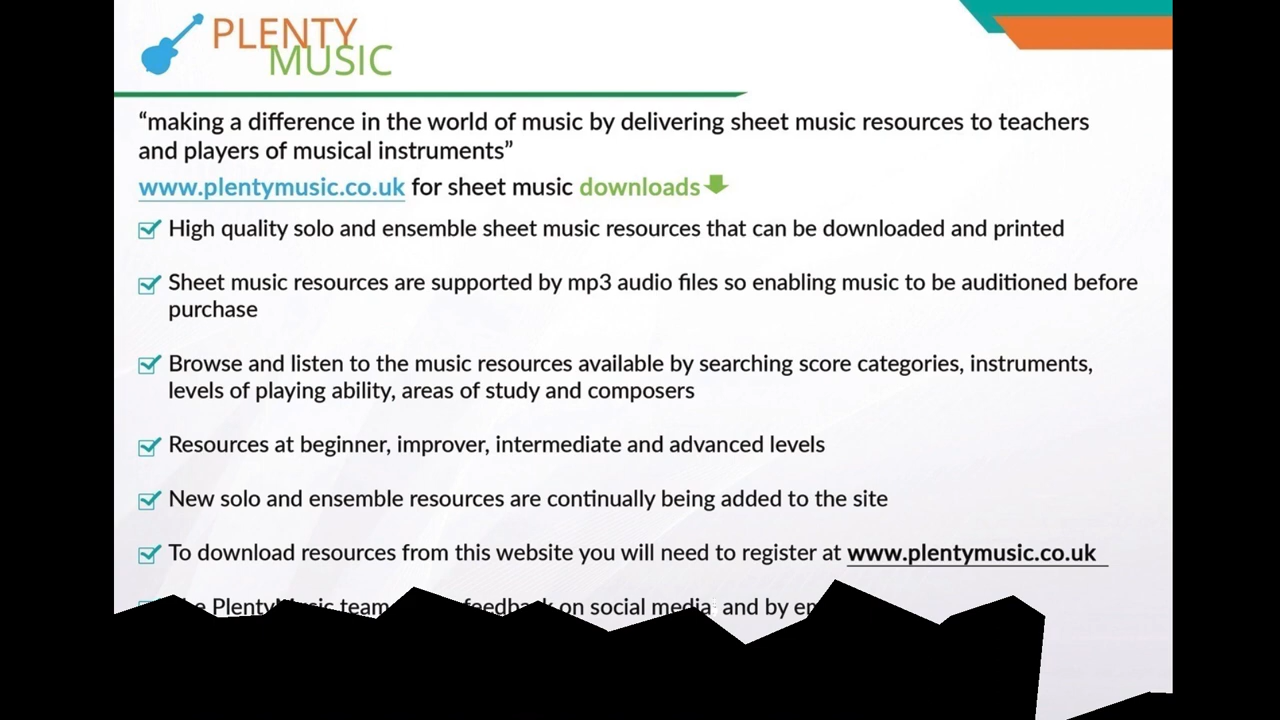 PLENTY
MUSIC
“making a difference in the world of music by delivering sheet music resources to teachers
and players of musical instruments”
www.plentymusic.co.uk for sheet music downloads
High quality solo and ensemble sheet music resources that can be downloaded and printed
Sheet music resources are supported by mp3 audio files so enabling music to be auditioned before
purchase
Browse and listen to the music resources available by searching score categories, instruments,
levels of playing ability, areas of study and composers
Resources at beginner, improver, intermediate and advanced levels
New solo and ensemble resources are continually being added to the site
To download resources from this website you will need to register at www.plentymusic.co.uk
team feedback on social media and by